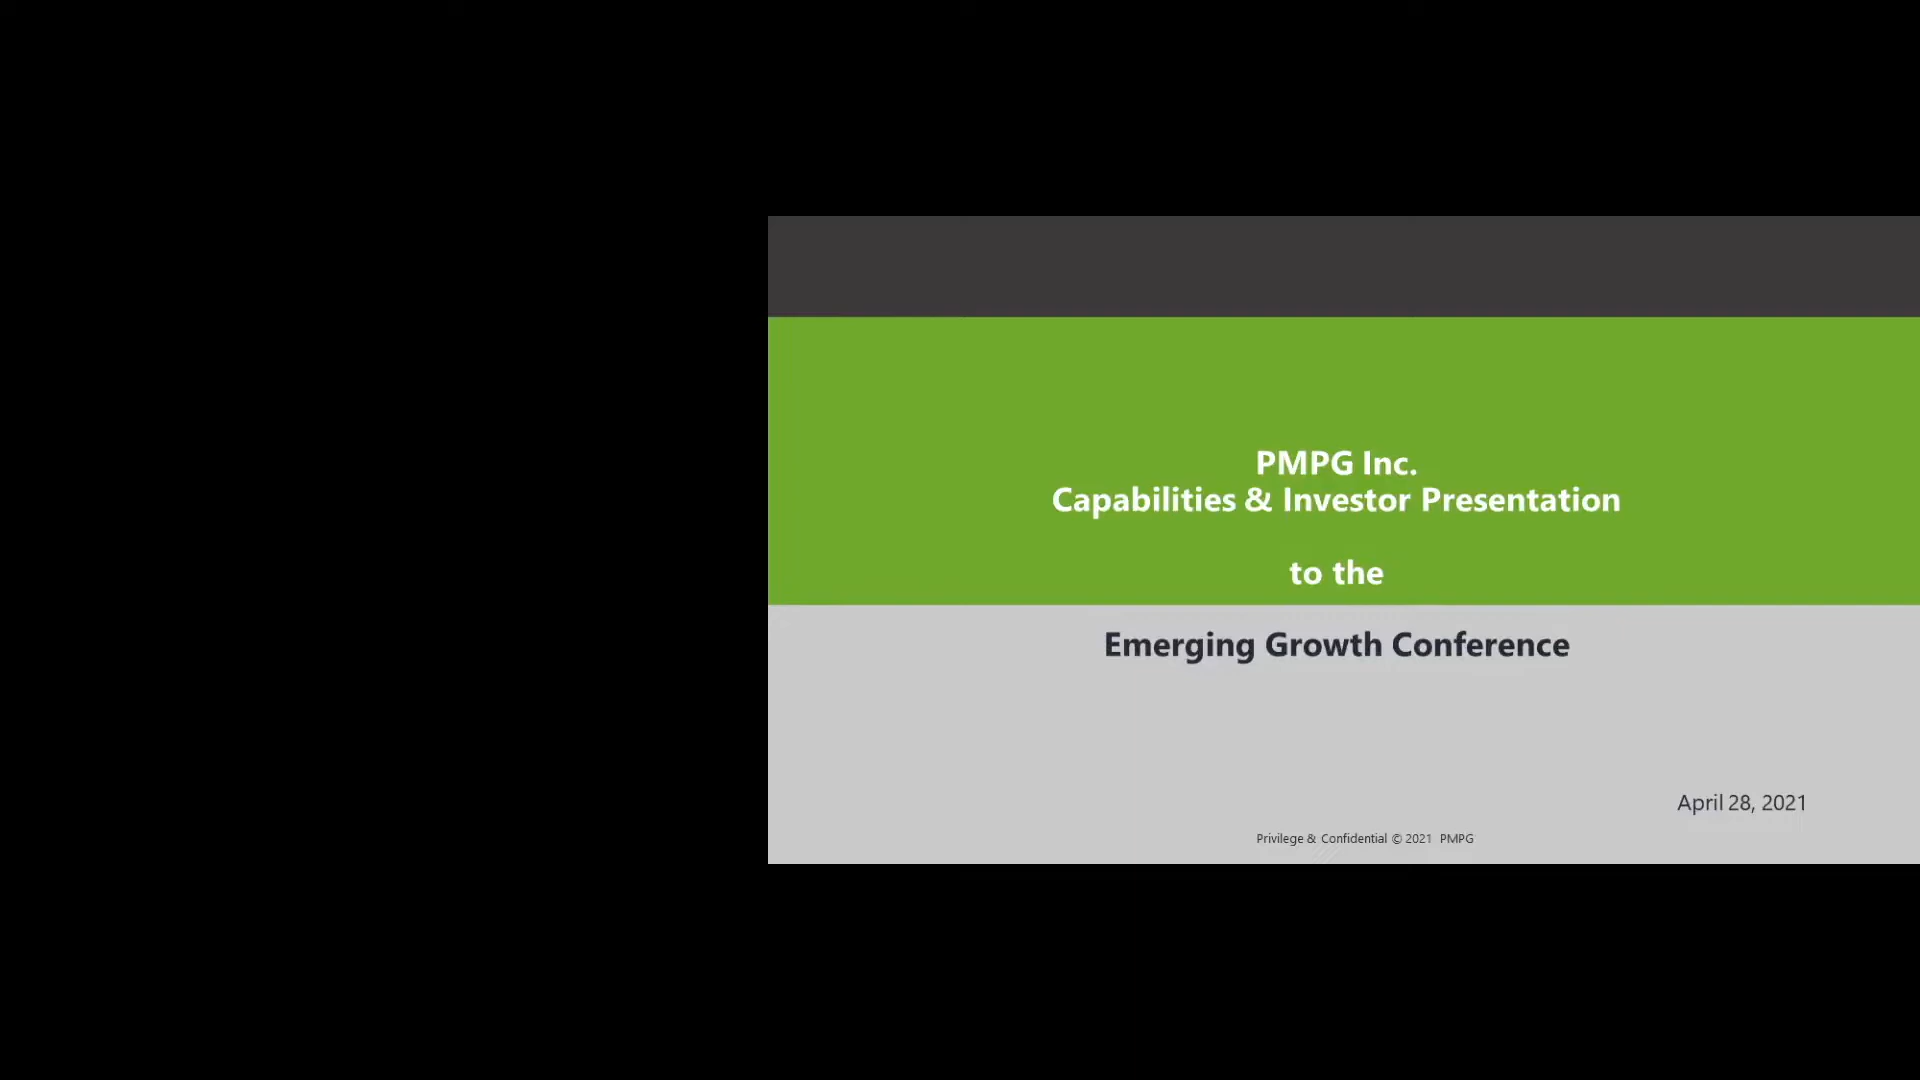 PMPG Inc.
Capabilities & Investor Presentation
to the
Emerging Growth Conference
April 28, 2021
Privilege & Confidential © 2021 PMPG